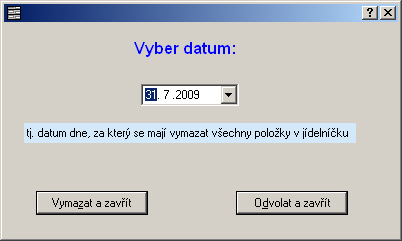 Vyber datum:
31. 7 .2009
tj. datum dne, za který se mají vymazat všechny položky v jídelníčku
Vymazat a zavřít Odvolat a zavřít